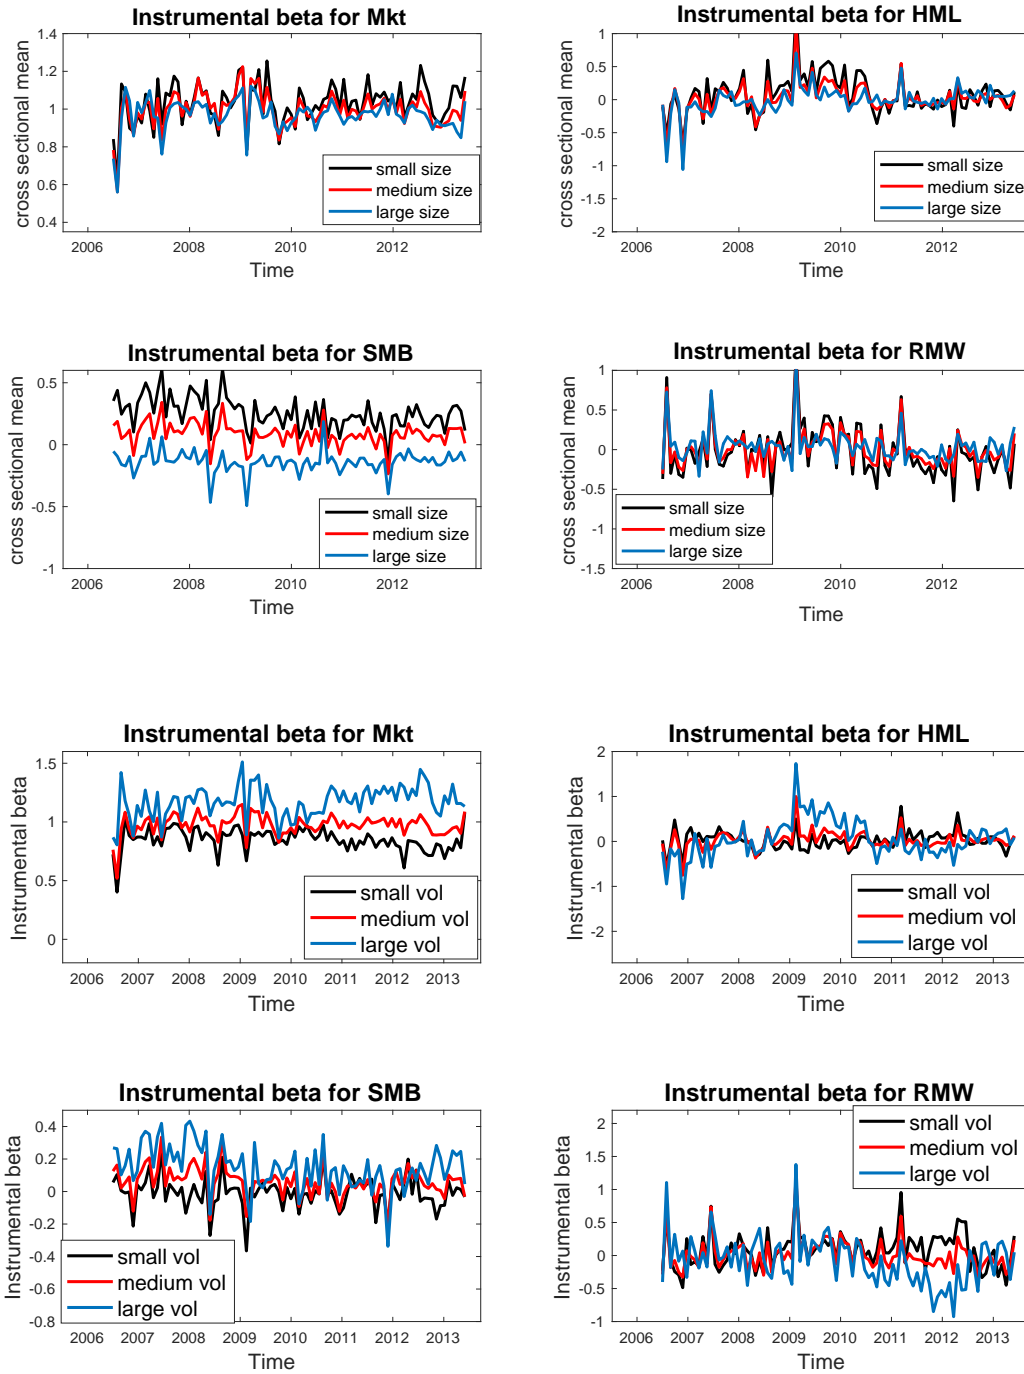 Instrumental beta for Mkt
cross sectional mean
1.4
1.2
1
0.8
0.6
0.4
2006 2008 2010 2012
Time
small size
medium size
large size
Instrumental beta for HML
cross sectional mean
1
0.5
0
-0.5
-1
-1.5
-2
2006 2008 2010 2012
Time
small size
medium size
large size
Instrumental beta for SMB
cross sectional mean
0.5
0
-0.5
-1
2006 2008 2010 2012
Time
small size
medium size
large size
Instrumental beta for RMW
cross sectional mean
1
0.5
0
-0.5
-1
-1.5
2006 2008 2010 2012
Time
small size
medium size
large size
Instrumental beta for Mkt
Instrumental beta
1.5
1
0.5
0
2006 2007 2008 2009 2010 2011 2012 2013
Time
small vol
medium vol
large vol
Instrumental beta for HML
Instrumental beta
2
1
0
-1
-2
2006 2007 2008 2009 2010 2011 2012 2013
Time
small vol
medium vol
large vol
Instrumental beta for SMB
Instrumental beta
0.4
0.2
0
-0.2
-0.4
-0.6
-0.8
2006 2007 2008 2009 2010 2011 2012 2013
Time
small vol
medium vol
large vol
Instrumental beta for RMW
Instrumental beta
2
1.5
1
0.5
0
-0.5
-1
2006 2007 2008 2009 2010 2011 2012 2013
Time
small vol
medium vol
large vol